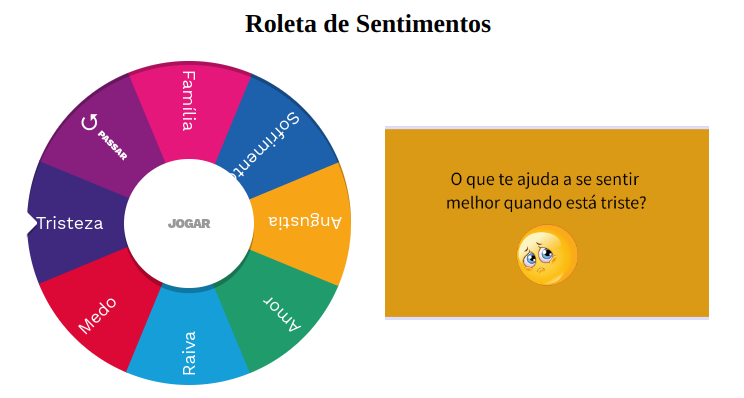 Roleta de Sentimentos
Família
Sofrimento
Angustia
Amor
Raiva
Medo
Tristeza
PASSAR
JOGAR
O que te ajuda a se sentir
melhor quando está triste?